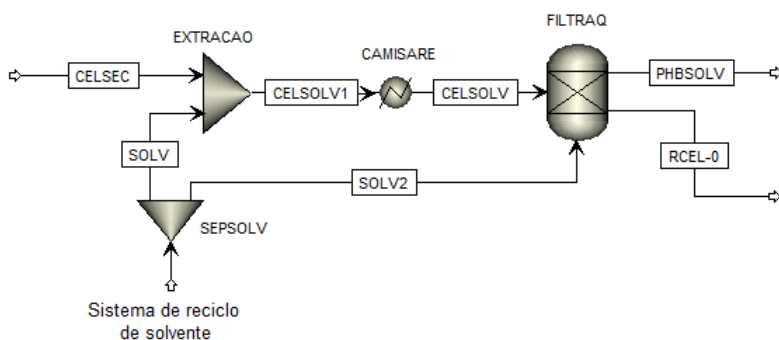 FILTRAQ
EXTRACAO
CAMISARE
CELSEC
CELSOLV1
CELSOLV
PHBSOLV
SOLV
RCEL-0
SOLV2
SEPSOLV
Sistema de reciclo
de solvente